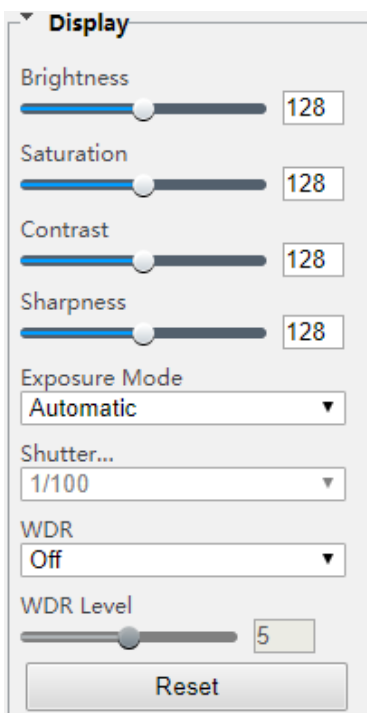 Display
Brightness
128
Saturation
128
Contrast
128
Sharpness
128
Exposure Mode
Automatic
Shutter...
1/100
WDR
Off
WDR Level
5
Reset